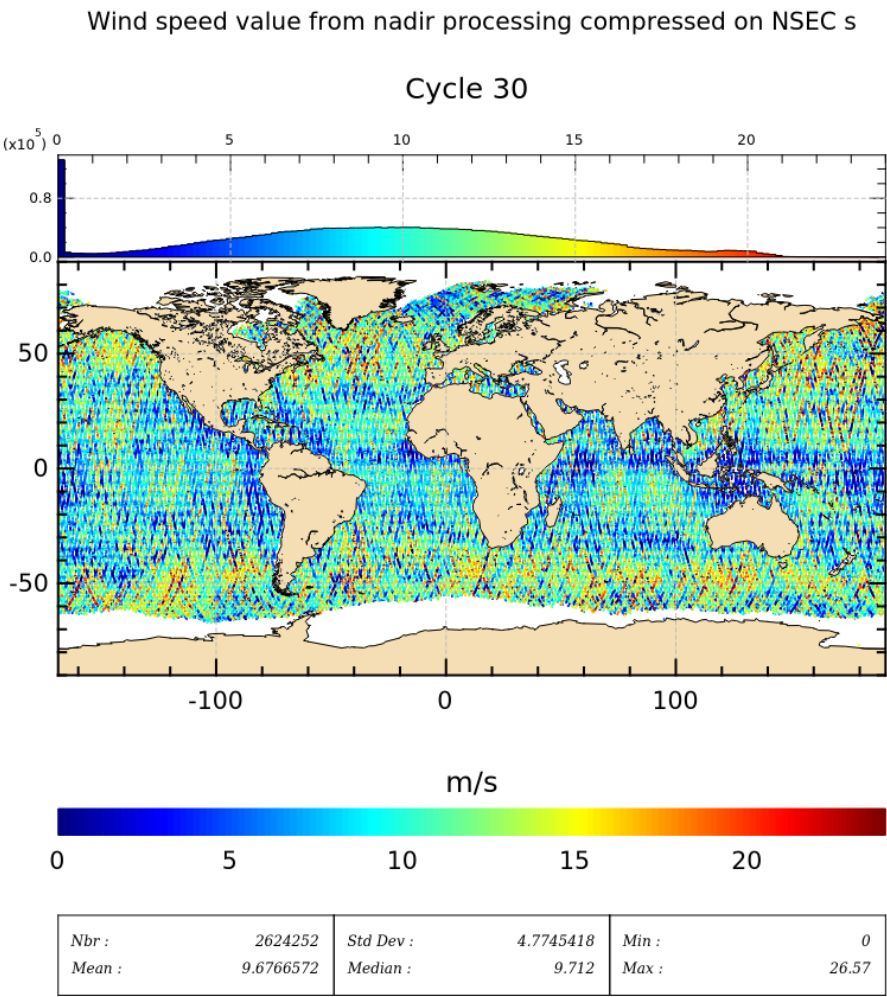 Wind speed value from nadir processing compressed on NSEC s
Cycle 30
(x10^5) 0 5 10 15 20
0.8
0.0
50
0
-50
-100 0 100
m/s
0 5 10 15 20
Nbr : 2624252 Std Dev : 4.7745418 Min : 0
Mean : 9.6766572 Median : 9.712 Max : 26.57